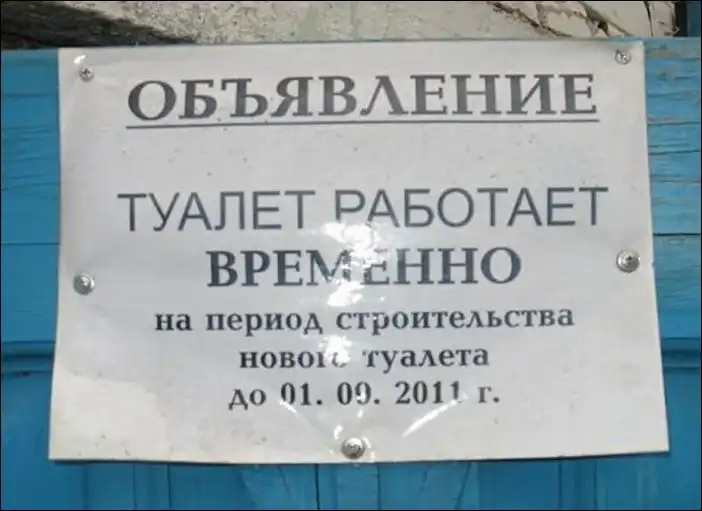 ОБЪЯВЛЕНИЕ
ТУАЛЕТ РАБОТАЕТ
ВРЕМЕННО
на период строительства
нового туалета
до 01. 09. 2011 г.